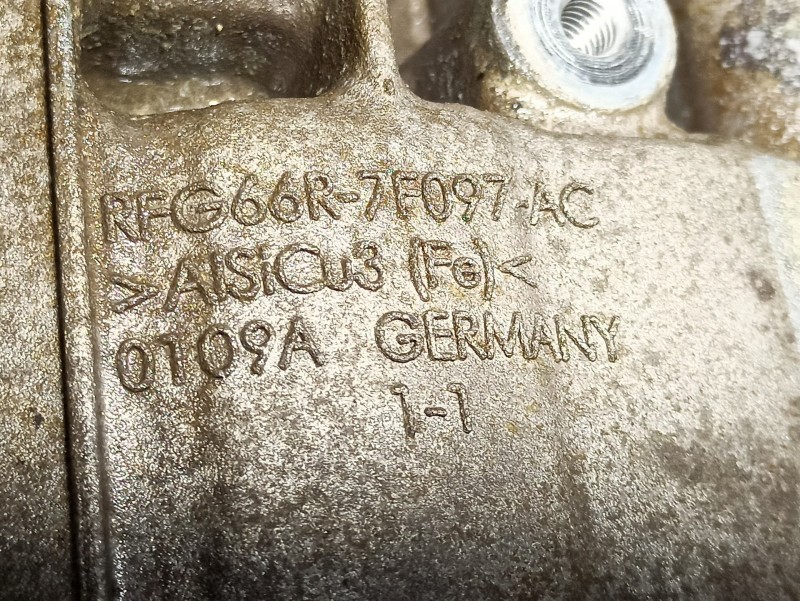 RFG66R-7F097-AC
>AlSiCu3 (Fe)<
0109A GERMANY
1-1